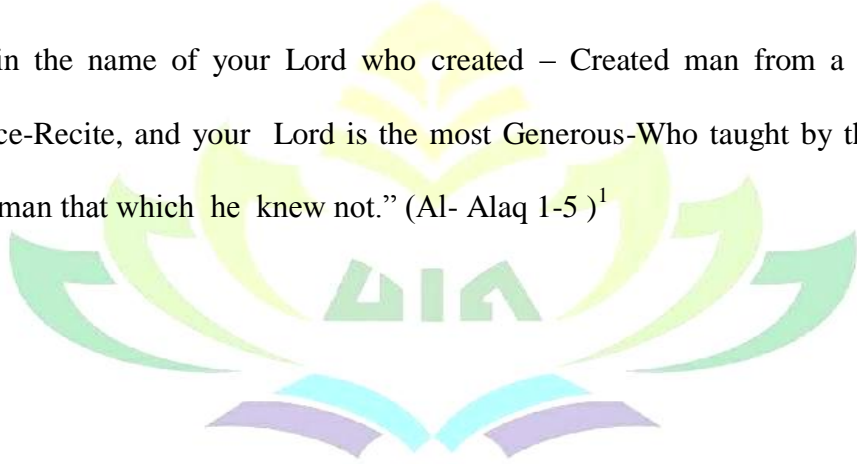 in the name of your Lord who created – Created man from a
ce-Recite, and your Lord is the most Generous-Who taught by th
man that which he knew not.” (Al- Alaq 1-5 )1
UIN